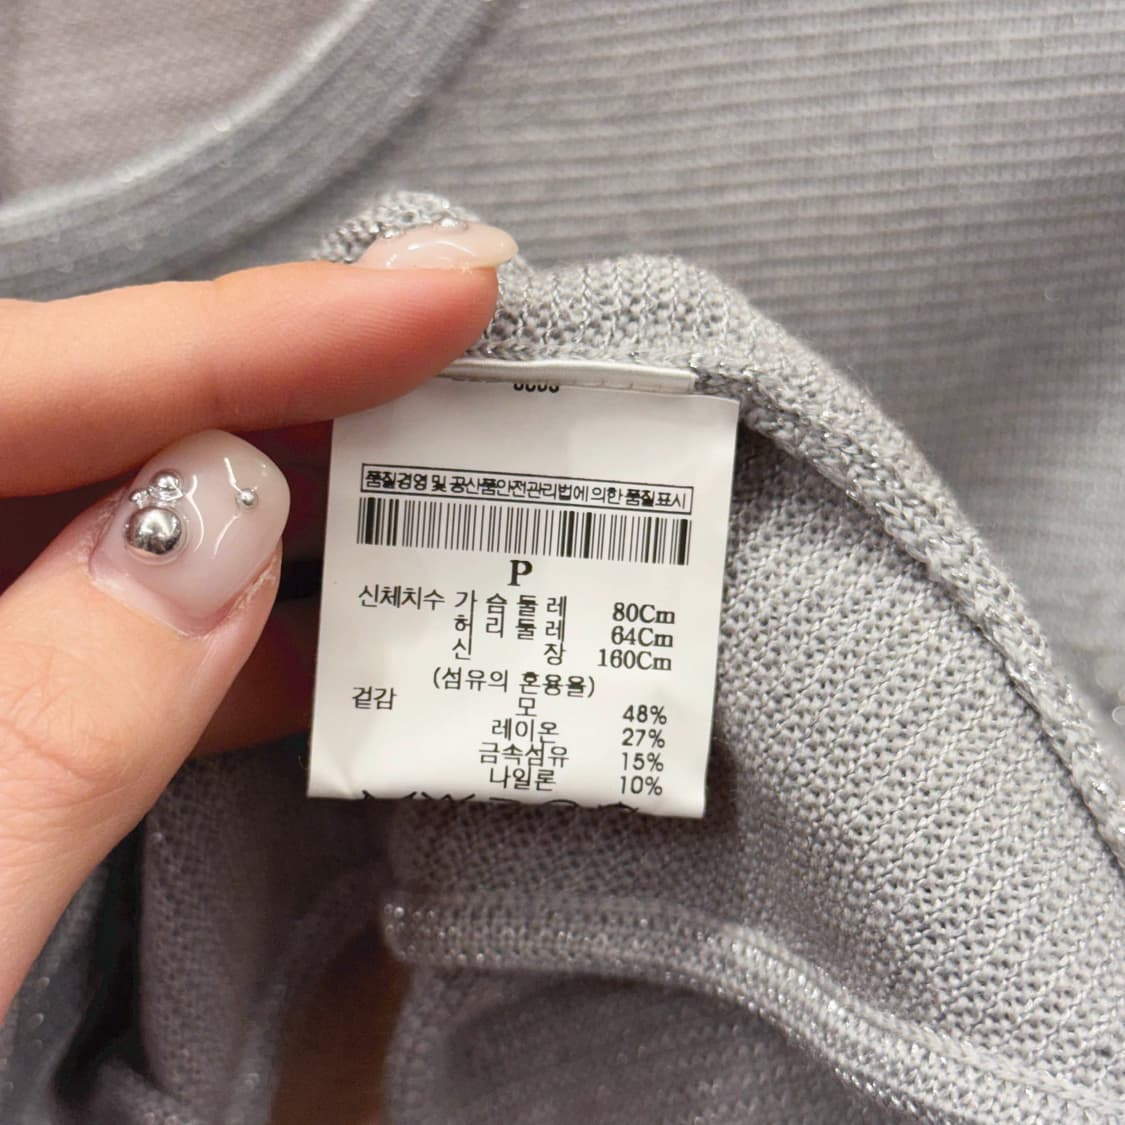 품질경영 및 공산품안전관리법에 의한 품질표시
P
신체치수 가슴둘레 80Cm
허리둘레 64Cm
신장 160Cm
(섬유의 혼용율)
겉감
모 48%
레이온 27%
금속섬유 15%
나일론 10%